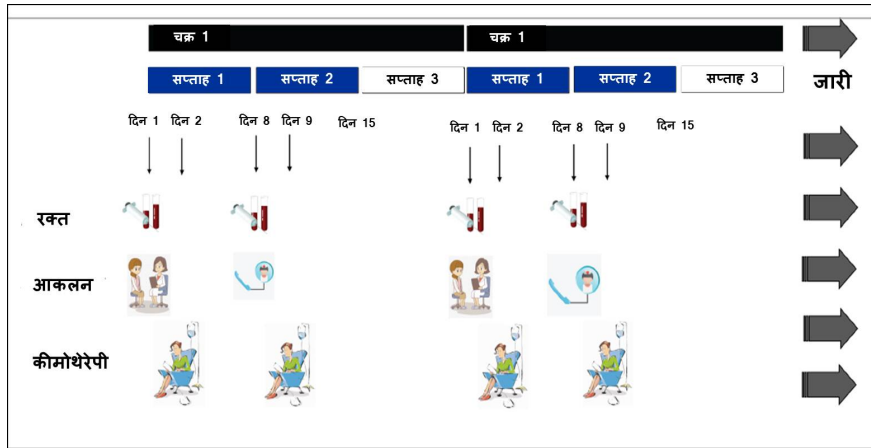 चक्र 1 चक्र 1
सप्ताह 1 सप्ताह 2 सप्ताह 3 सप्ताह 1 सप्ताह 2 सप्ताह 3 जारी
दिन 1 दिन 2 दिन 8 दिन 9 दिन 15 दिन 1 दिन 2 दिन 8 दिन 9 दिन 15
रक्त
आकलन
कीमोथेरेपी